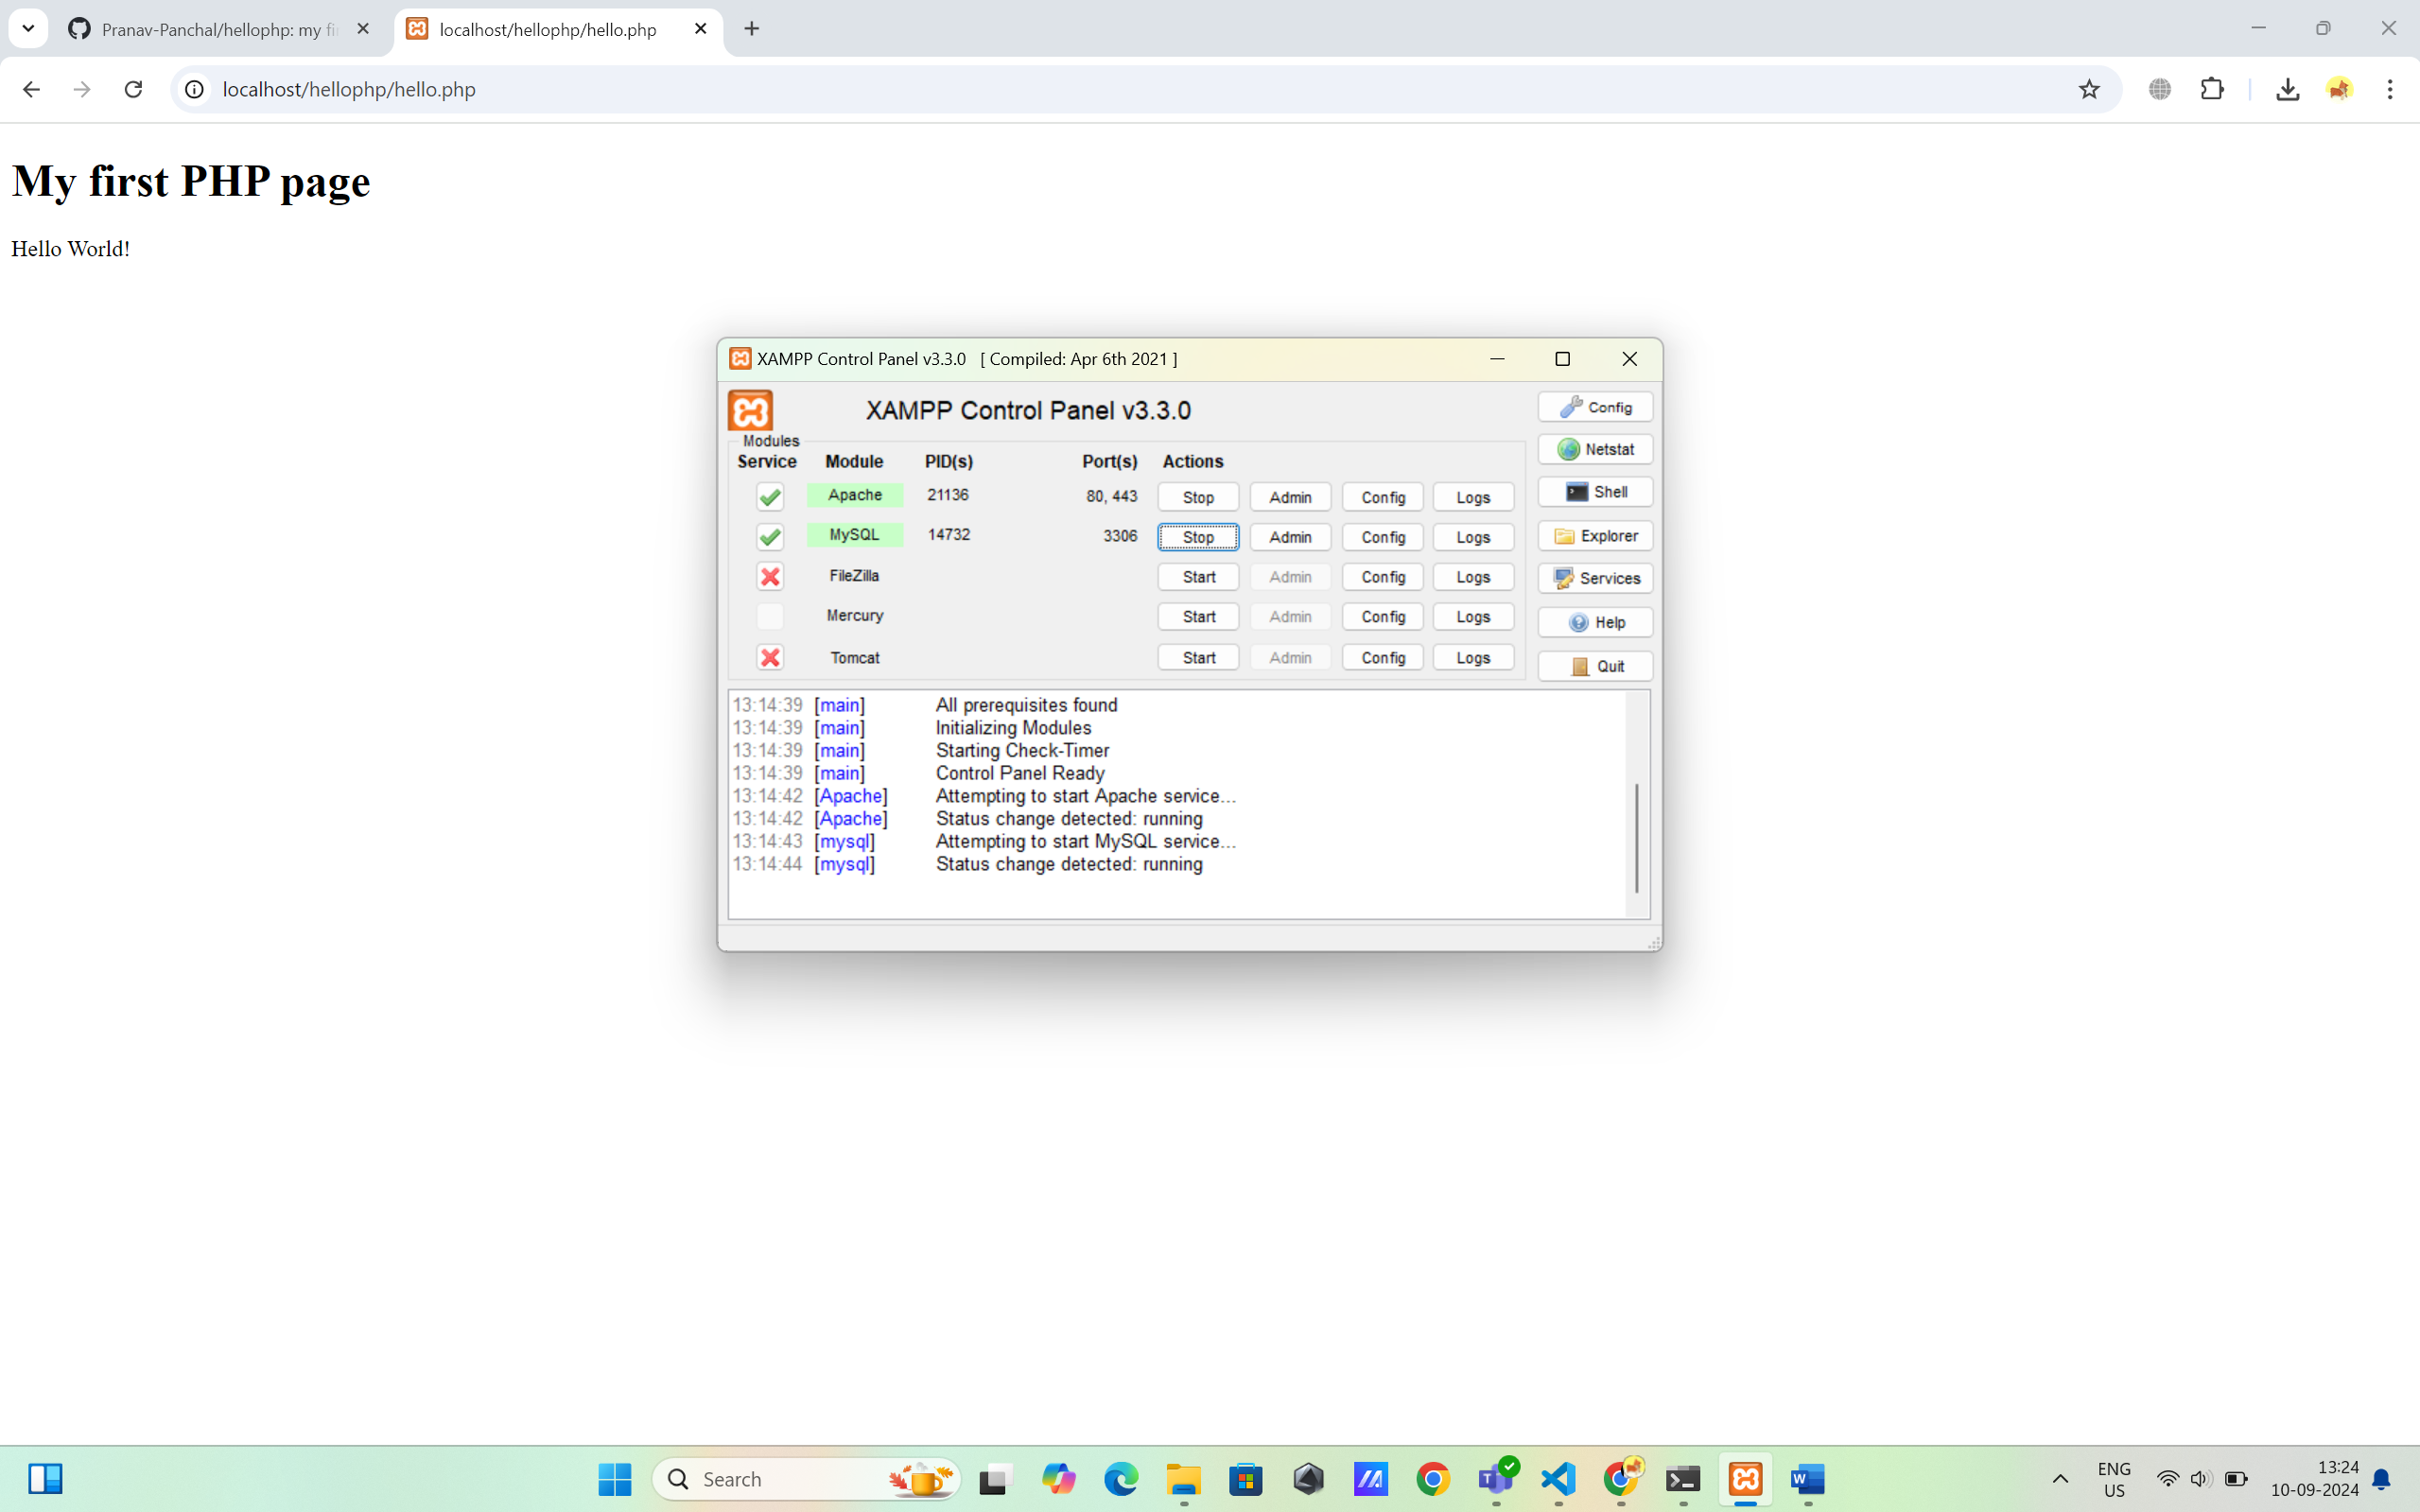 Pranav-Panchal/hellophp: my fi
localhost/hellophp/hello.php
localhost/hellophp/hello.php
My first PHP page
Hello World!
XAMPP Control Panel v3.3.0 [ Compiled: Apr 6th 2021 ]
XAMPP Control Panel v3.3.0
Config
Modules
Netstat
Service Module PID(s) Port(s) Actions
Apache 21136 80, 443 Stop Admin Config Logs
Shell
MySQL 14732 3306 Stop Admin Config Logs
Explorer
FileZilla Start Admin Config Logs
Services
Mercury Start Admin Config Logs
Help
Tomcat Start Admin Config Logs
Quit
13:14:39 [main] All prerequisites found
13:14:39 [main] Initializing Modules
13:14:39 [main] Starting Check-Timer
13:14:39 [main] Control Panel Ready
13:14:42 [Apache] Attempting to start Apache service...
13:14:42 [Apache] Status change detected: running
13:14:43 [mysql] Attempting to start MySQL service...
13:14:44 [mysql] Status change detected: running
Search
ENG
US
13:24
10-09-2024